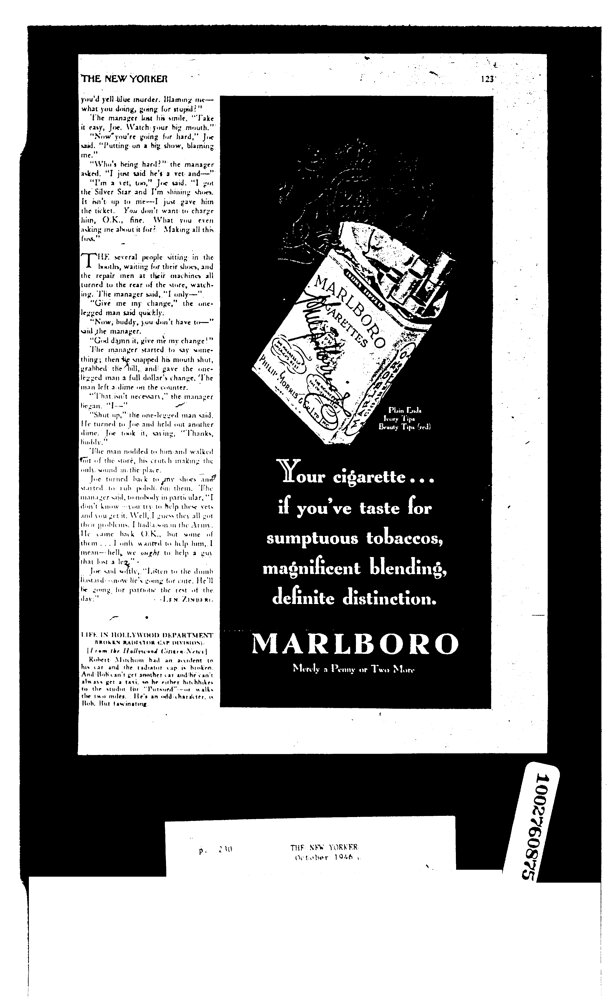 THE NEW YORKER
123
you'd yell blue murder. Blaming me—
what you doing, going for stupid?"
The manager lost his smile. "Take
it easy, Joe. Watch your big mouth."
"Now you're going for hard," Joe
said. "Putting on a big show, blaming
me."
"Who's being hard?" the manager
asked. "I just said he's a vet and—"
"I'm a vet, too," Joe said. "I got
the Silver Star and I'm shining shoes.
It isn't up to me—I just gave him
the ticket. You don't want to charge
him, O.K., fine. What you even
asking me about it for? Making all this
fuss."
THE several people sitting in the
booths, waiting for their shoes, and
the repair men at their machines all
turned to the rear of the store, watch-
ing. The manager said, "I only—"
"Give me my change," the one-
legged man said quickly.
"Now, buddy, you don't have to—"
said the manager.
"God damn it, give me my change!"
The manager started to say some-
thing; then he snapped his mouth shut,
grabbed the bill, and gave the one-
legged man a full dollar's change. The
man left a dime on the counter.
"That isn't necessary," the manager
began. "I—"
"Shut up," the one-legged man said.
He turned to Joe and held out another
dime. Joe took it, saying, "Thanks,
buddy."
The man nodded to him and walked
out of the store, his crutch making the
only sound in the place.
Joe turned back to my shoes and
started to rub polish on them. The
manager said, to nobody in particular, "I
don't know—you try to help these vets
and you get it. Well, I guess they all got
their problems. I had a son in the Army.
He came back O.K., but some of
them . . . I only wanted to help him, I
mean—hell, we ought to help a guy
that lost a leg."
Joe said softly, "Listen to the dumb
bastard—now he's going for cute. He'll
be going for patriotic the rest of the
day."
—LEN ZINBERG
LIFE IN HOLLYWOOD DEPARTMENT
BROKEN RADIATOR CAP DIVISION
[From the Hollywood Citizen-News]
Robert Mitchum had an accident to
his car and the radiator cap is broken.
And Bob can't get another car and he can't
always get a taxi, so he either hitchhikes
to the studio for "Pursued"—or walks
the two miles. He's an odd character, is
Bob. But fascinating.
MARLBORO
CIGARETTES
PHILIP MORRIS & Co. Ltd.
Plain Ends
Ivory Tips
Beauty Tips (red)
Your cigarette . . .
if you've taste for
sumptuous tobaccos,
magnificent blending,
definite distinction.
MARLBORO
Merely a Penny or Two More
1002760875
p. 230
THE NEW YORKER
October 1946